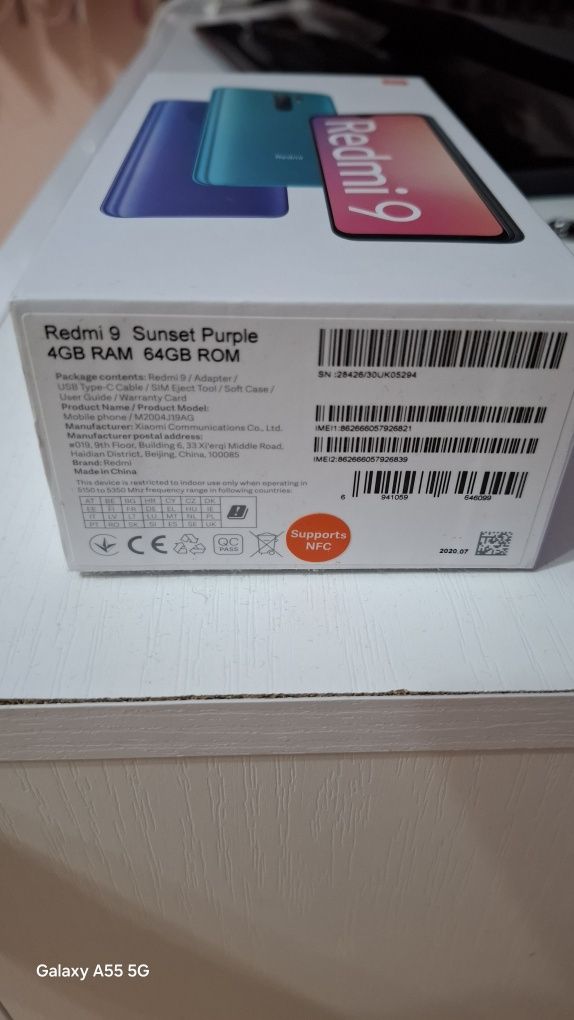 Redmi
Redmi 9
Redmi 9 Sunset Purple
4GB RAM 64GB ROM
Package contents: Redmi 9 / Adapter /
USB Type-C Cable / SIM Eject Tool / Soft Case /
User Guide / Warranty Card
Product Name / Product Model:
Mobile phone / M2004J19AG
Manufacturer: Xiaomi Communications Co., Ltd.
Manufacturer postal address:
#019, 9th Floor, Building 6, 33 Xi'erqi Middle Road,
Haidian District, Beijing, China, 100085
Brand: Redmi
Made in China
This device is restricted to indoor use only when operating in
5150 to 5350 Mhz frequency range in following countries:
AT BE BG HR CY CZ DK
EE FI FR DE EL HU IE
IT LV LT LU MT NL PL
PT RO SK SI ES SE UK
CE
QC
PASS
Supports
NFC
SN :28426/30UK05294
IMEI1:862666057926821
IMEI2:862666057926839
6 941059 646099
2020.07
Galaxy A55 5G